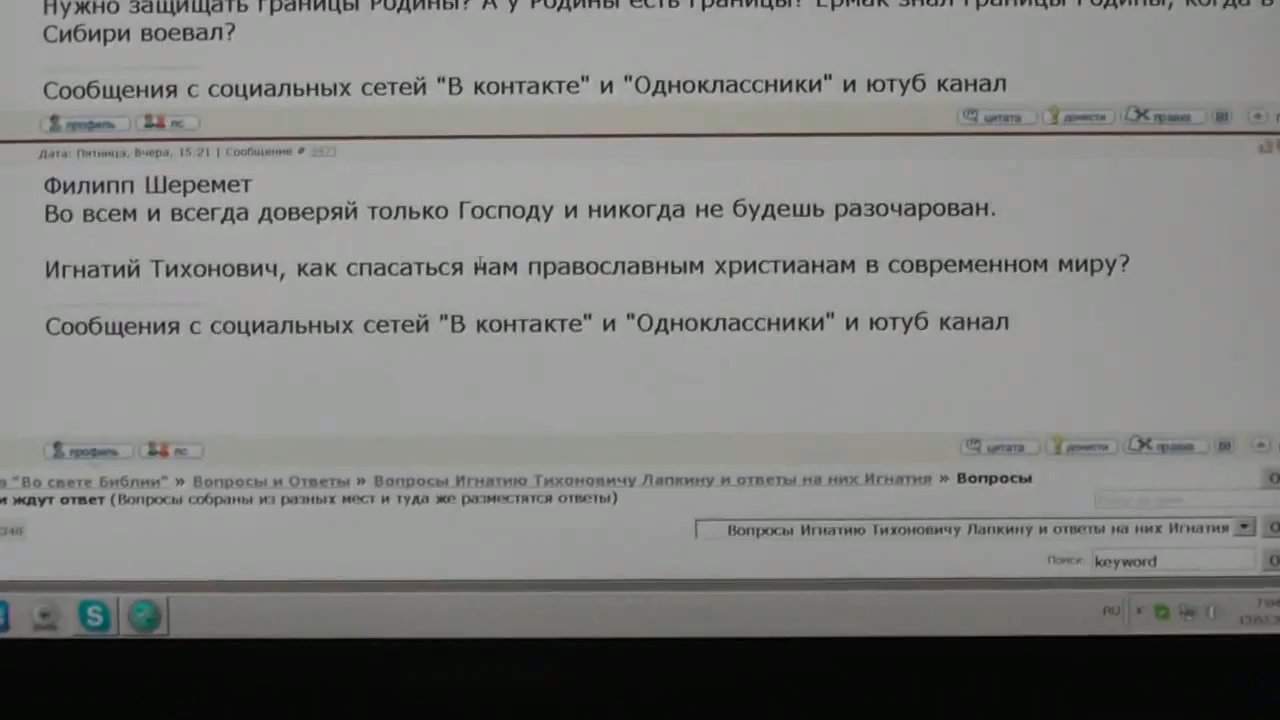 Нужно защищать границы Родины? А у Родины есть границы? Ермак знал границы Родины, когда в
Сибири воевал?
Сообщения с социальных сетей "В контакте" и "Одноклассники" и ютуб канал
профиль лс цитата донести правка
Дата: Пятница, Вчера, 15:21 | Сообщение #
Филипп Шеремет
Во всем и всегда доверяй только Господу и никогда не будешь разочарован.
Игнатий Тихонович, как спасаться нам православным христианам в современном миру?
Сообщения с социальных сетей "В контакте" и "Одноклассники" и ютуб канал
профиль лс цитата донести правка
"Во свете Библии" » Вопросы и Ответы » Вопросы Игнатию Тихоновичу Лапкину и ответы на них Игнатия » Вопросы
и ждут ответ (Вопросы собраны из разных мест и туда же разместятся ответы)
Вопросы Игнатию Тихоновичу Лапкину и ответы на них Игнатия
Поиск: keyword
S
RU